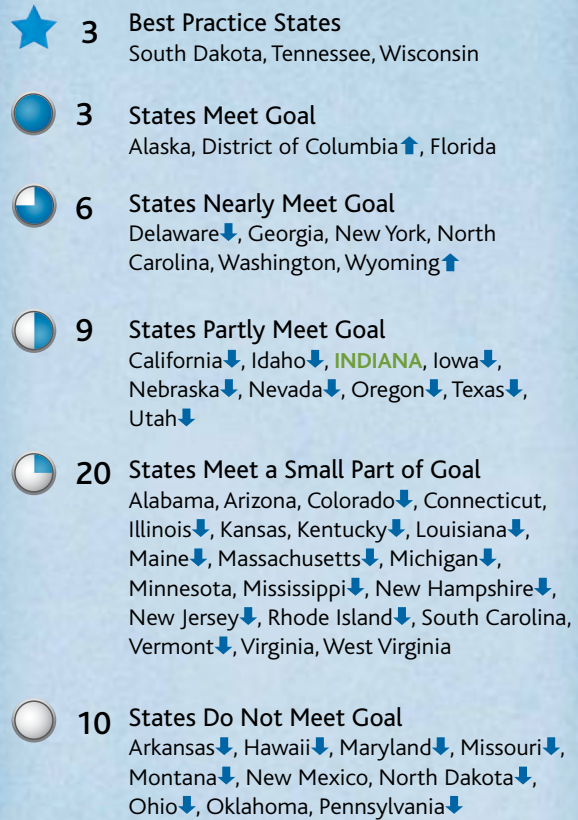 3 Best Practice States
South Dakota, Tennessee, Wisconsin
3 States Meet Goal
Alaska, District of Columbia⬆, Florida
6 States Nearly Meet Goal
Delaware⬇, Georgia, New York, North
Carolina, Washington, Wyoming⬆
9 States Partly Meet Goal
California⬇, Idaho⬇, INDIANA, Iowa⬇,
Nebraska⬇, Nevada⬇, Oregon⬇, Texas⬇,
Utah⬇
20 States Meet a Small Part of Goal
Alabama, Arizona, Colorado⬇, Connecticut,
Illinois⬇, Kansas, Kentucky⬇, Louisiana⬇,
Maine⬇, Massachusetts⬇, Michigan⬇,
Minnesota, Mississippi⬇, New Hampshire⬇,
New Jersey⬇, Rhode Island⬇, South Carolina,
Vermont⬇, Virginia, West Virginia
10 States Do Not Meet Goal
Arkansas⬇, Hawaii⬇, Maryland⬇, Missouri⬇,
Montana⬇, New Mexico, North Dakota⬇,
Ohio⬇, Oklahoma, Pennsylvania⬇